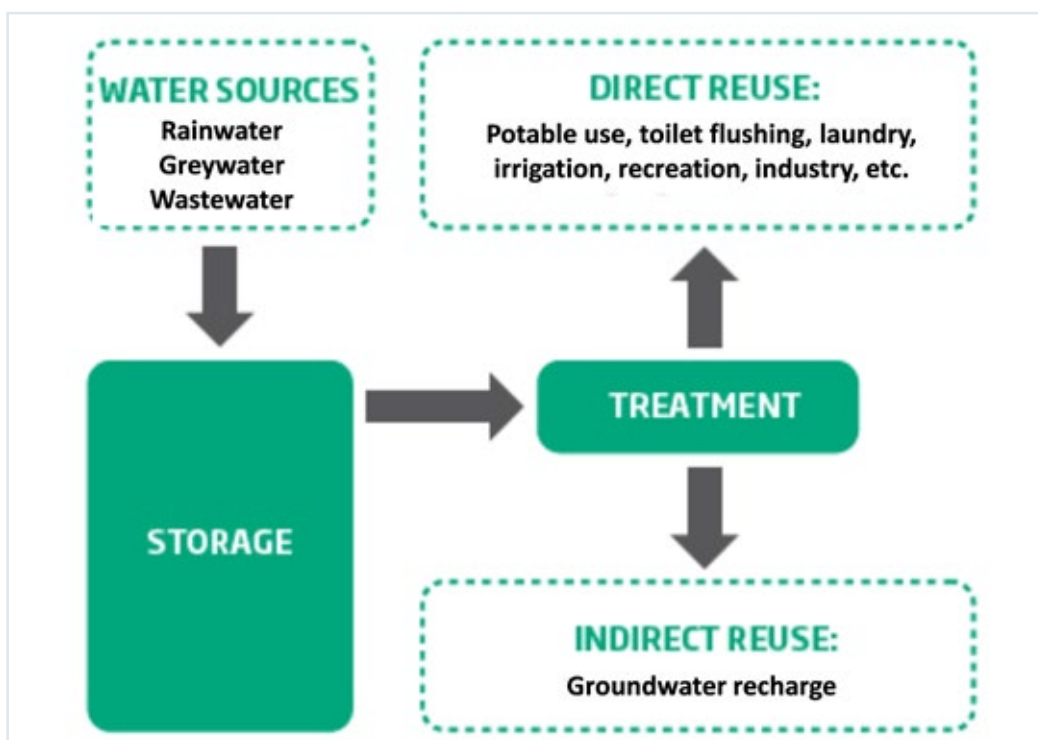 WATER SOURCES
Rainwater
Greywater
Wastewater
DIRECT REUSE:
Potable use, toilet flushing, laundry,
irrigation, recreation, industry, etc.
STORAGE
TREATMENT
INDIRECT REUSE:
Groundwater recharge